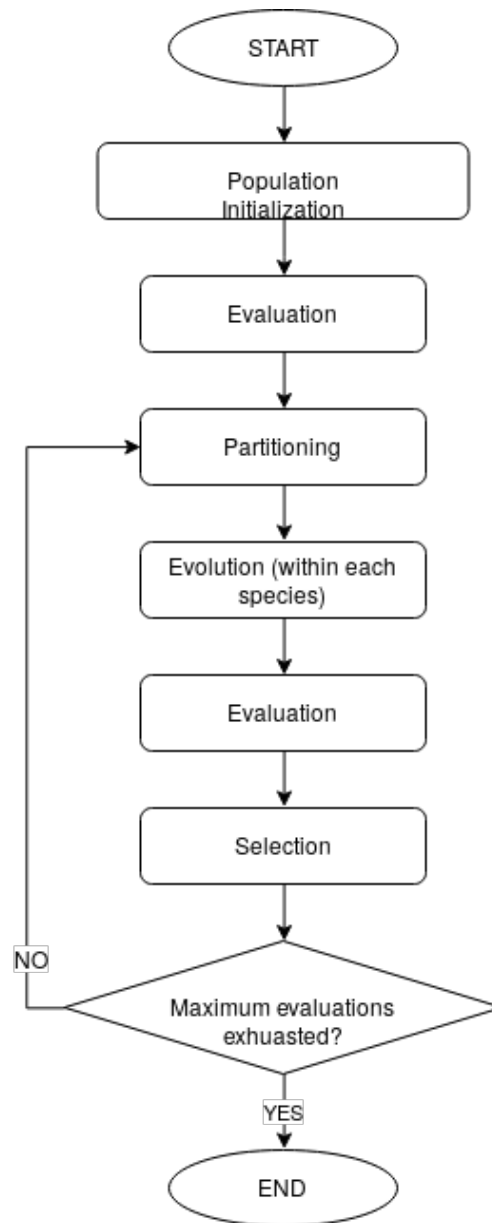 START
Population
Initialization
Evaluation
Partitioning
Evolution (within each
species)
Evaluation
Selection
NO
Maximum evaluations
exhuasted?
YES
END